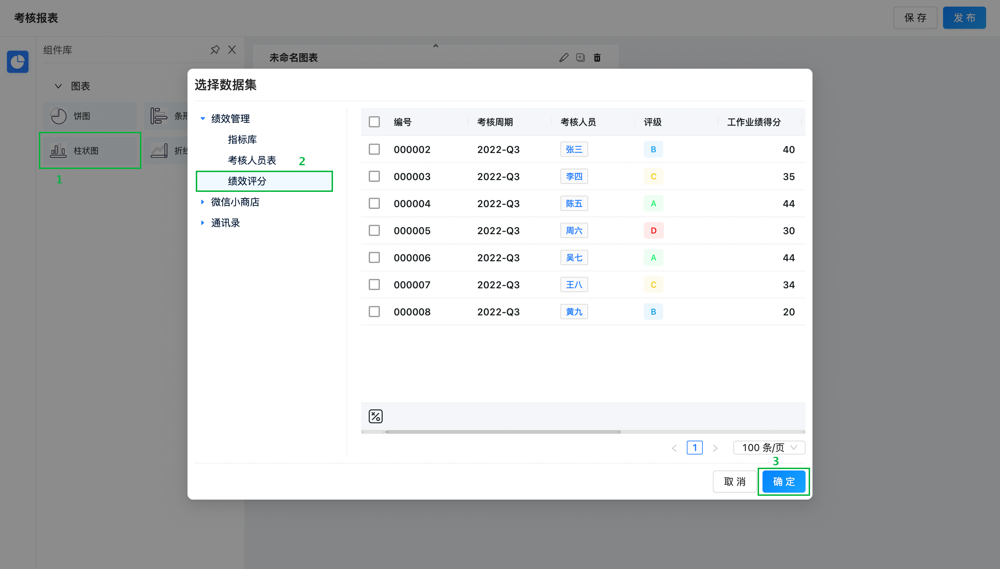 考核报表
保 存
发 布
组件库
图表
饼图
条形
柱状图
折线
1
未命名图表
选择数据集
绩效管理
指标库
考核人员表
2
绩效评分
微信小商店
通讯录
编号 考核周期 考核人员 评级 工作业绩得分
000002 2022-Q3 张三 B 40
000003 2022-Q3 李四 C 35
000004 2022-Q3 陈五 A 44
000005 2022-Q3 周六 D 30
000006 2022-Q3 吴七 A 44
000007 2022-Q3 王八 C 34
000008 2022-Q3 黄九 B 20
1
100 条/页
3
取 消
确 定